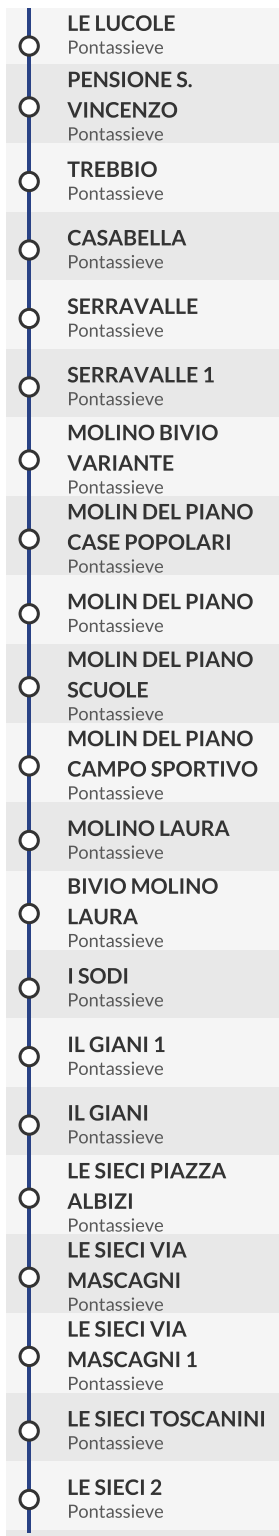 LE LUCOLE
Pontassieve
PENSIONE S.
VINCENZO
Pontassieve
TREBBIO
Pontassieve
CASABELLA
Pontassieve
SERRAVALLE
Pontassieve
SERRAVALLE 1
Pontassieve
MOLINO BIVIO
VARIANTE
Pontassieve
MOLIN DEL PIANO
CASE POPOLARI
Pontassieve
MOLIN DEL PIANO
Pontassieve
MOLIN DEL PIANO
SCUOLE
Pontassieve
MOLIN DEL PIANO
CAMPO SPORTIVO
Pontassieve
MOLINO LAURA
Pontassieve
BIVIO MOLINO
LAURA
Pontassieve
I SODI
Pontassieve
IL GIANI 1
Pontassieve
IL GIANI
Pontassieve
LE SIECI PIAZZA
ALBIZI
Pontassieve
LE SIECI VIA
MASCAGNI
Pontassieve
LE SIECI VIA
MASCAGNI 1
Pontassieve
LE SIECI TOSCANINI
Pontassieve
LE SIECI 2
Pontassieve